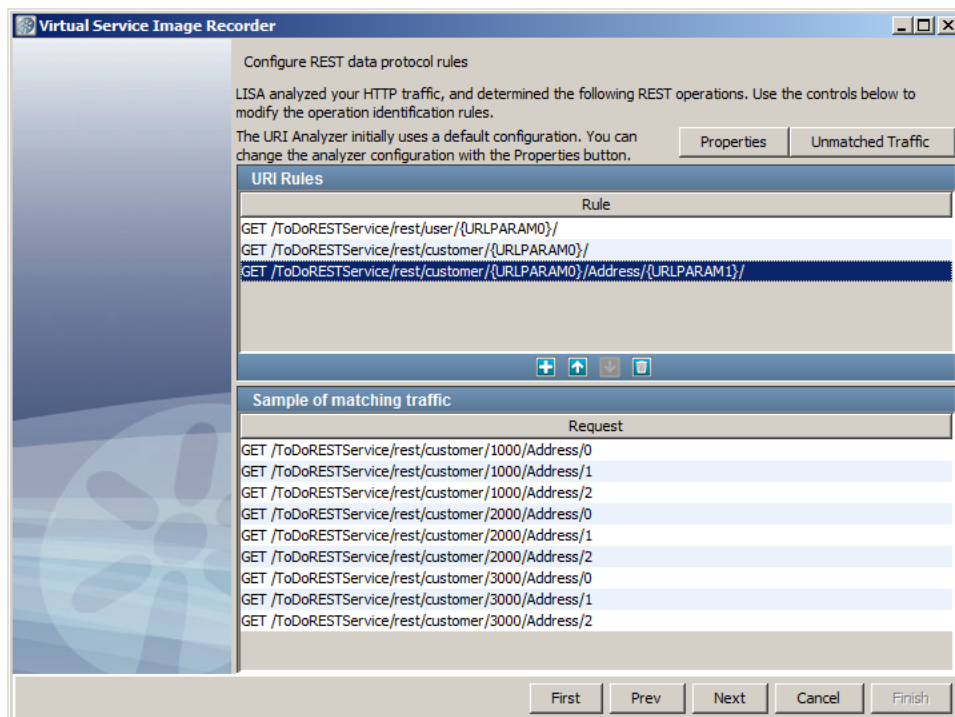 Virtual Service Image Recorder
Configure REST data protocol rules
LISA analyzed your HTTP traffic, and determined the following REST operations. Use the controls below to
modify the operation identification rules.
The URI Analyzer initially uses a default configuration. You can
change the analyzer configuration with the Properties button.
Properties
Unmatched Traffic
URI Rules
Rule
GET /ToDoRESTService/rest/user/{URLPARAM0}/
GET /ToDoRESTService/rest/customer/{URLPARAM0}/
GET /ToDoRESTService/rest/customer/{URLPARAM0}/Address/{URLPARAM1}/
Sample of matching traffic
Request
GET /ToDoRESTService/rest/customer/1000/Address/0
GET /ToDoRESTService/rest/customer/1000/Address/1
GET /ToDoRESTService/rest/customer/1000/Address/2
GET /ToDoRESTService/rest/customer/2000/Address/0
GET /ToDoRESTService/rest/customer/2000/Address/1
GET /ToDoRESTService/rest/customer/2000/Address/2
GET /ToDoRESTService/rest/customer/3000/Address/0
GET /ToDoRESTService/rest/customer/3000/Address/1
GET /ToDoRESTService/rest/customer/3000/Address/2
First
Prev
Next
Cancel
Finish